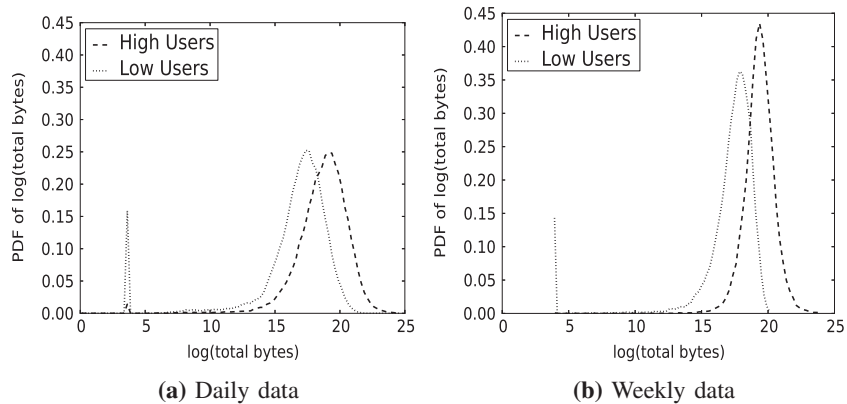 0.45
0.40
0.35
0.30
0.25
0.20
0.15
0.10
0.05
0.00
PDF of log(total bytes)
High Users
Low Users
0 5 10 15 20 25
log(total bytes)
(a) Daily data
0.45
0.40
0.35
0.30
0.25
0.20
0.15
0.10
0.05
0.00
PDF of log(total bytes)
High Users
Low Users
0 5 10 15 20 25
log(total bytes)
(b) Weekly data